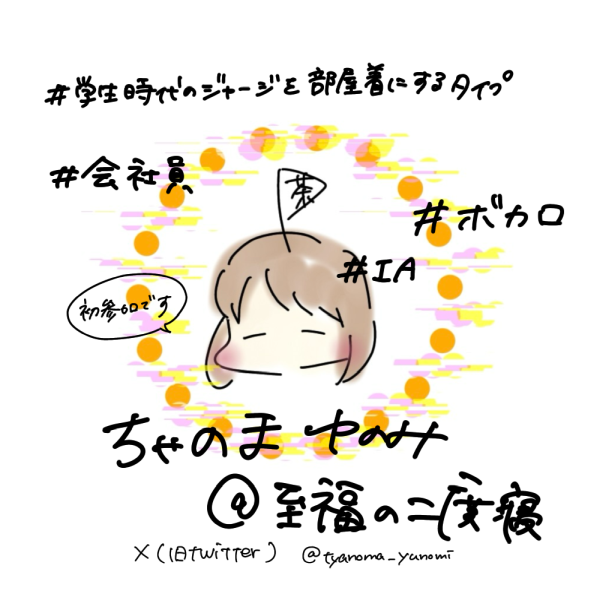 #学生時代のジャージを部屋着にするタイプ
#会社員
茶
#ボカロ
#IA
初参加です
ちゃのまゆのみ
@至福の二度寝
X(旧twitter) @tyanoma_yunomi